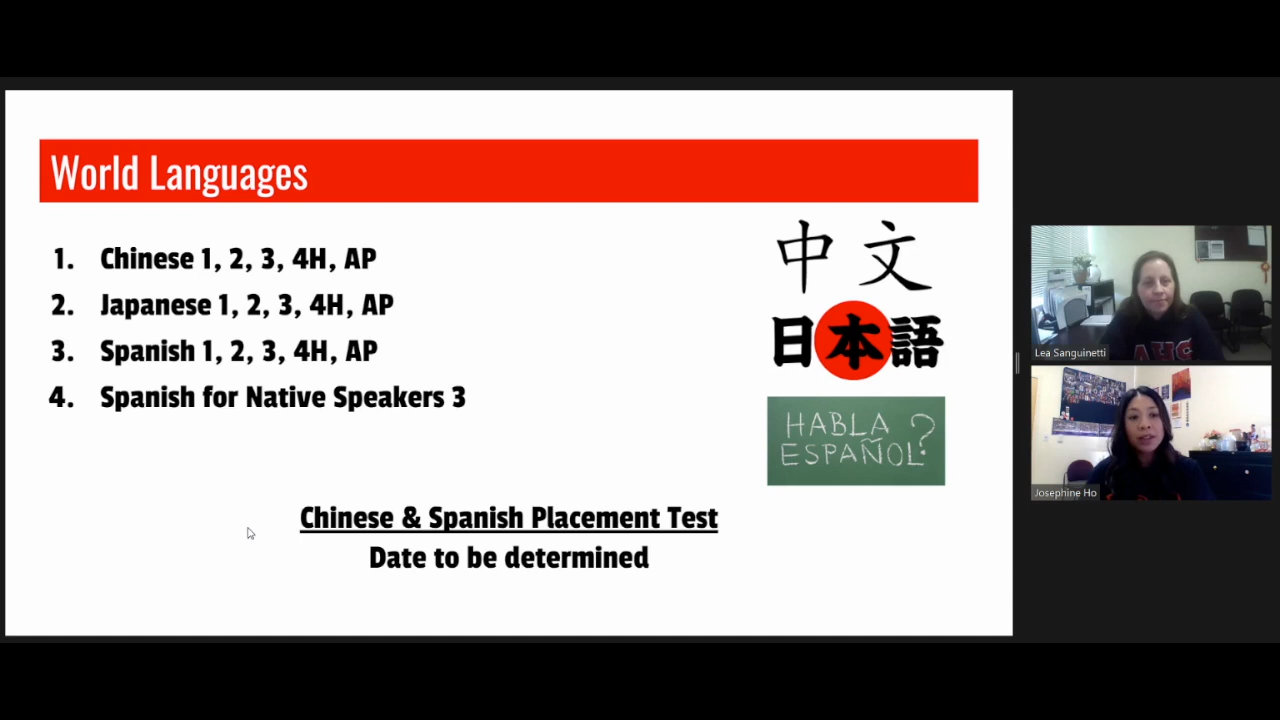 World Languages
1. Chinese 1, 2, 3, 4H, AP
2. Japanese 1, 2, 3, 4H, AP
3. Spanish 1, 2, 3, 4H, AP
4. Spanish for Native Speakers 3
中文
日本語
HABLA
ESPAÑOL?
Chinese & Spanish Placement Test
Date to be determined
AHS
Lea Sanguinetti
Josephine Ho